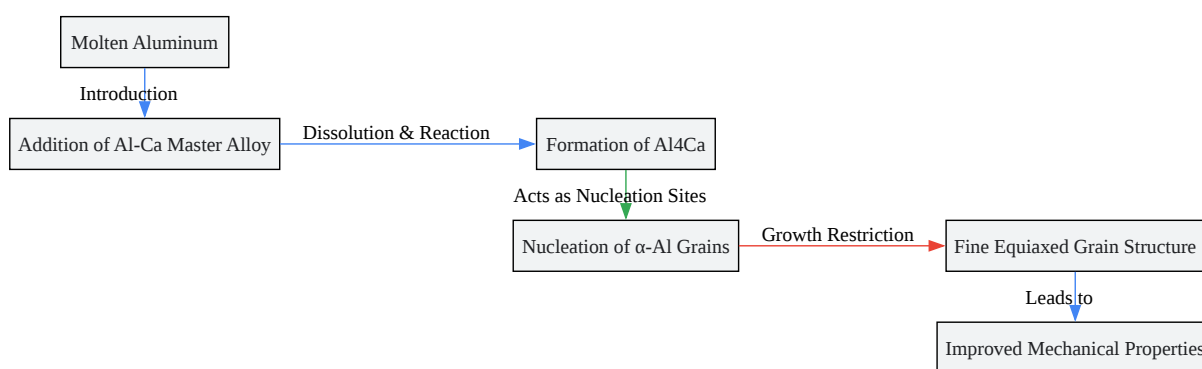 Molten Aluminum
Introduction
Addition of Al-Ca Master Alloy
Dissolution & Reaction
Formation of Al4Ca
Acts as Nucleation Sites
Nucleation of α-Al Grains
Growth Restriction
Fine Equiaxed Grain Structure
Leads to
Improved Mechanical Properties